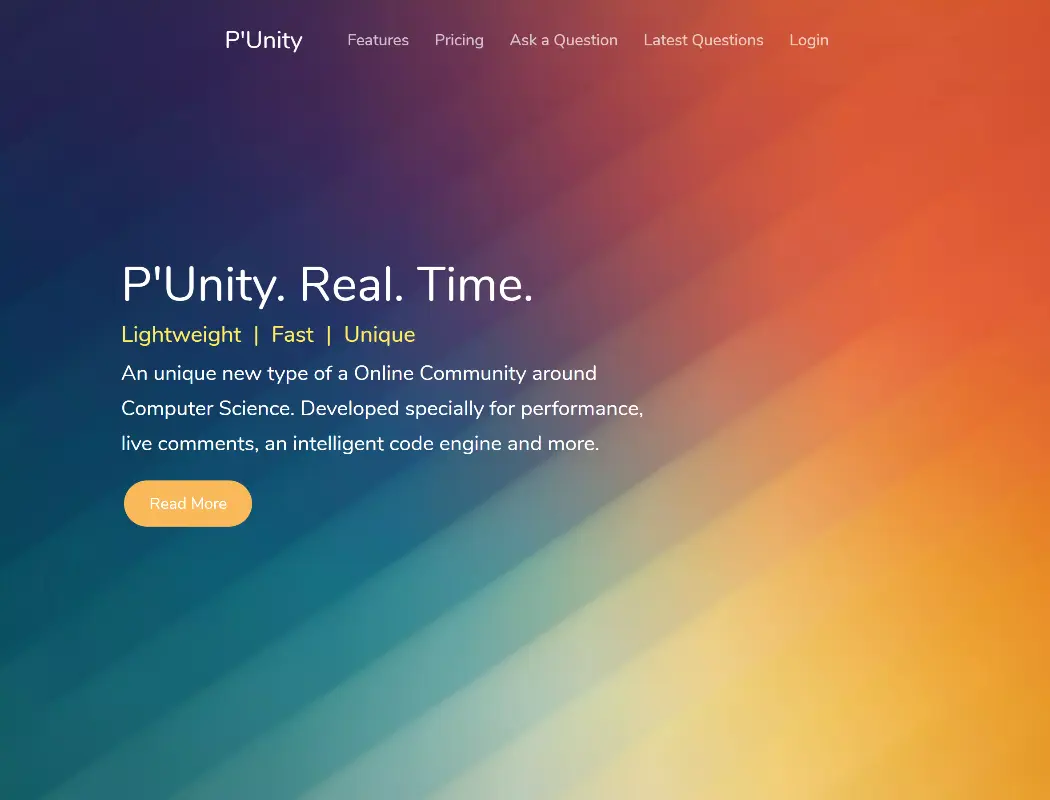 P'Unity Features Pricing Ask a Question Latest Questions Login
P'Unity. Real. Time.
Lightweight | Fast | Unique
An unique new type of a Online Community around
Computer Science. Developed specially for performance,
live comments, an intelligent code engine and more.
Read More